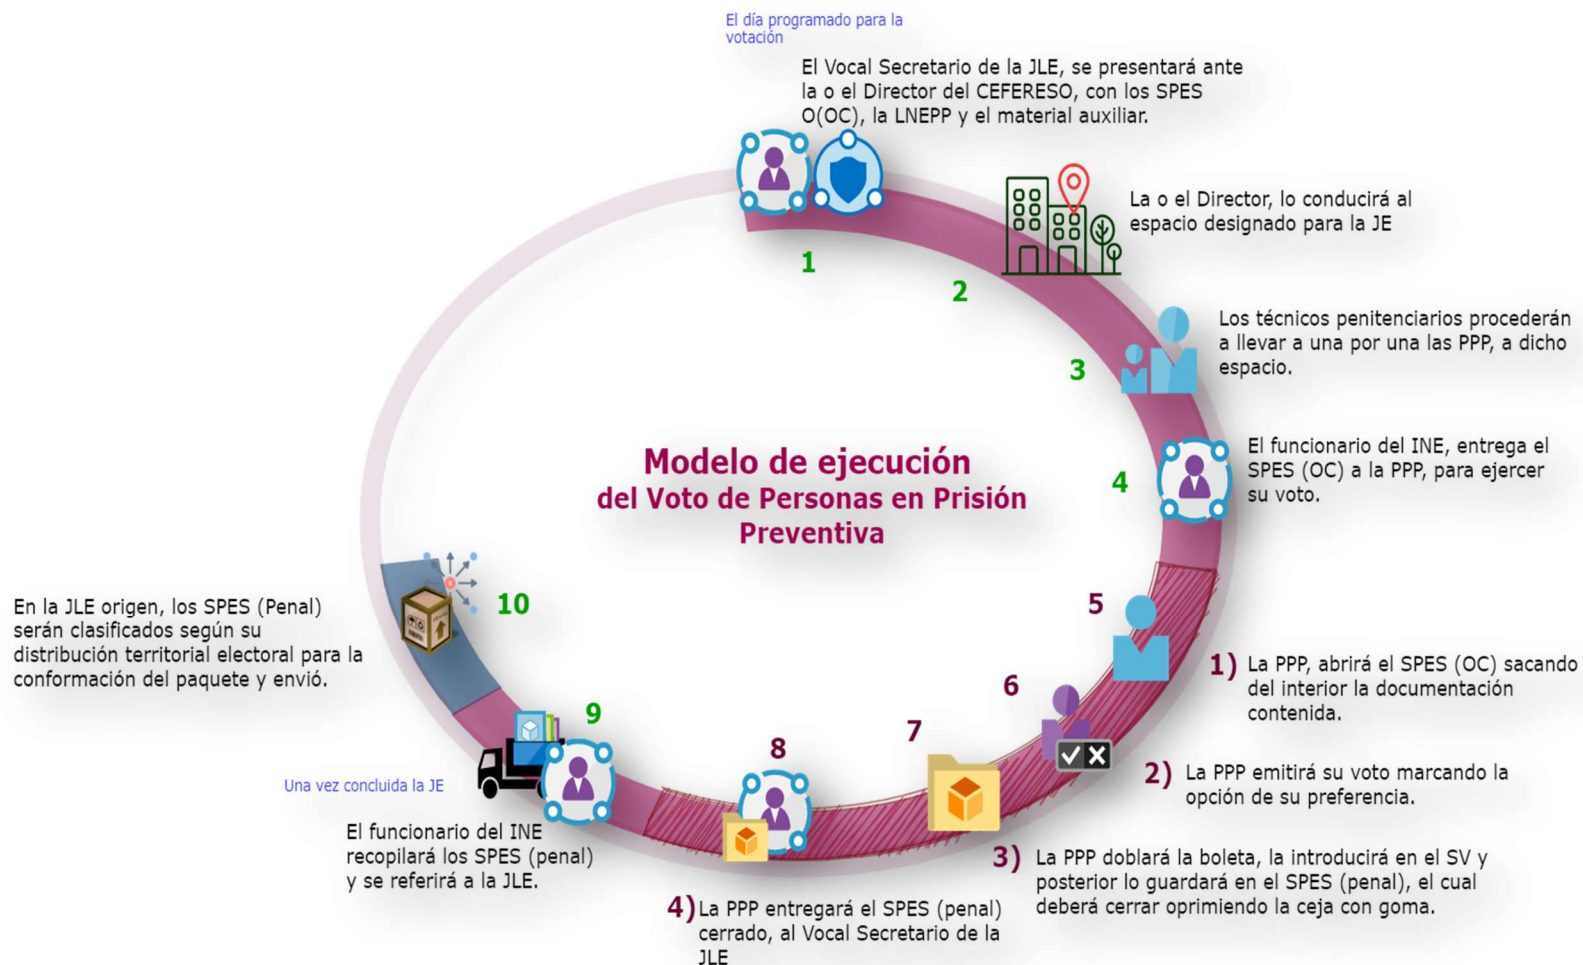 El día programado para la
votación
El Vocal Secretario de la JLE, se presentará ante
la o el Director del CEFERESO, con los SPES
O(OC), la LNEPP y el material auxiliar.
1
La o el Director, lo conducirá al
espacio designado para la JE
2
Los técnicos penitenciarios procederán
a llevar a una por una las PPP, a dicho
espacio.
3
El funcionario del INE, entrega el
SPES (OC) a la PPP, para ejercer
su voto.
4
Modelo de ejecución
del Voto de Personas en Prisión
Preventiva
5
1) La PPP, abrirá el SPES (OC) sacando
del interior la documentación
contenida.
6
2) La PPP emitirá su voto marcando la
opción de su preferencia.
7
3) La PPP doblará la boleta, la introducirá en el SV y
posterior lo guardará en el SPES (penal), el cual
deberá cerrar oprimiendo la ceja con goma.
8
4) La PPP entregará el SPES (penal)
cerrado, al Vocal Secretario de la
JLE
9
Una vez concluida la JE
El funcionario del INE
recopilará los SPES (penal)
y se referirá a la JLE.
10
En la JLE origen, los SPES (Penal)
serán clasificados según su
distribución territorial electoral para la
conformación del paquete y envió.